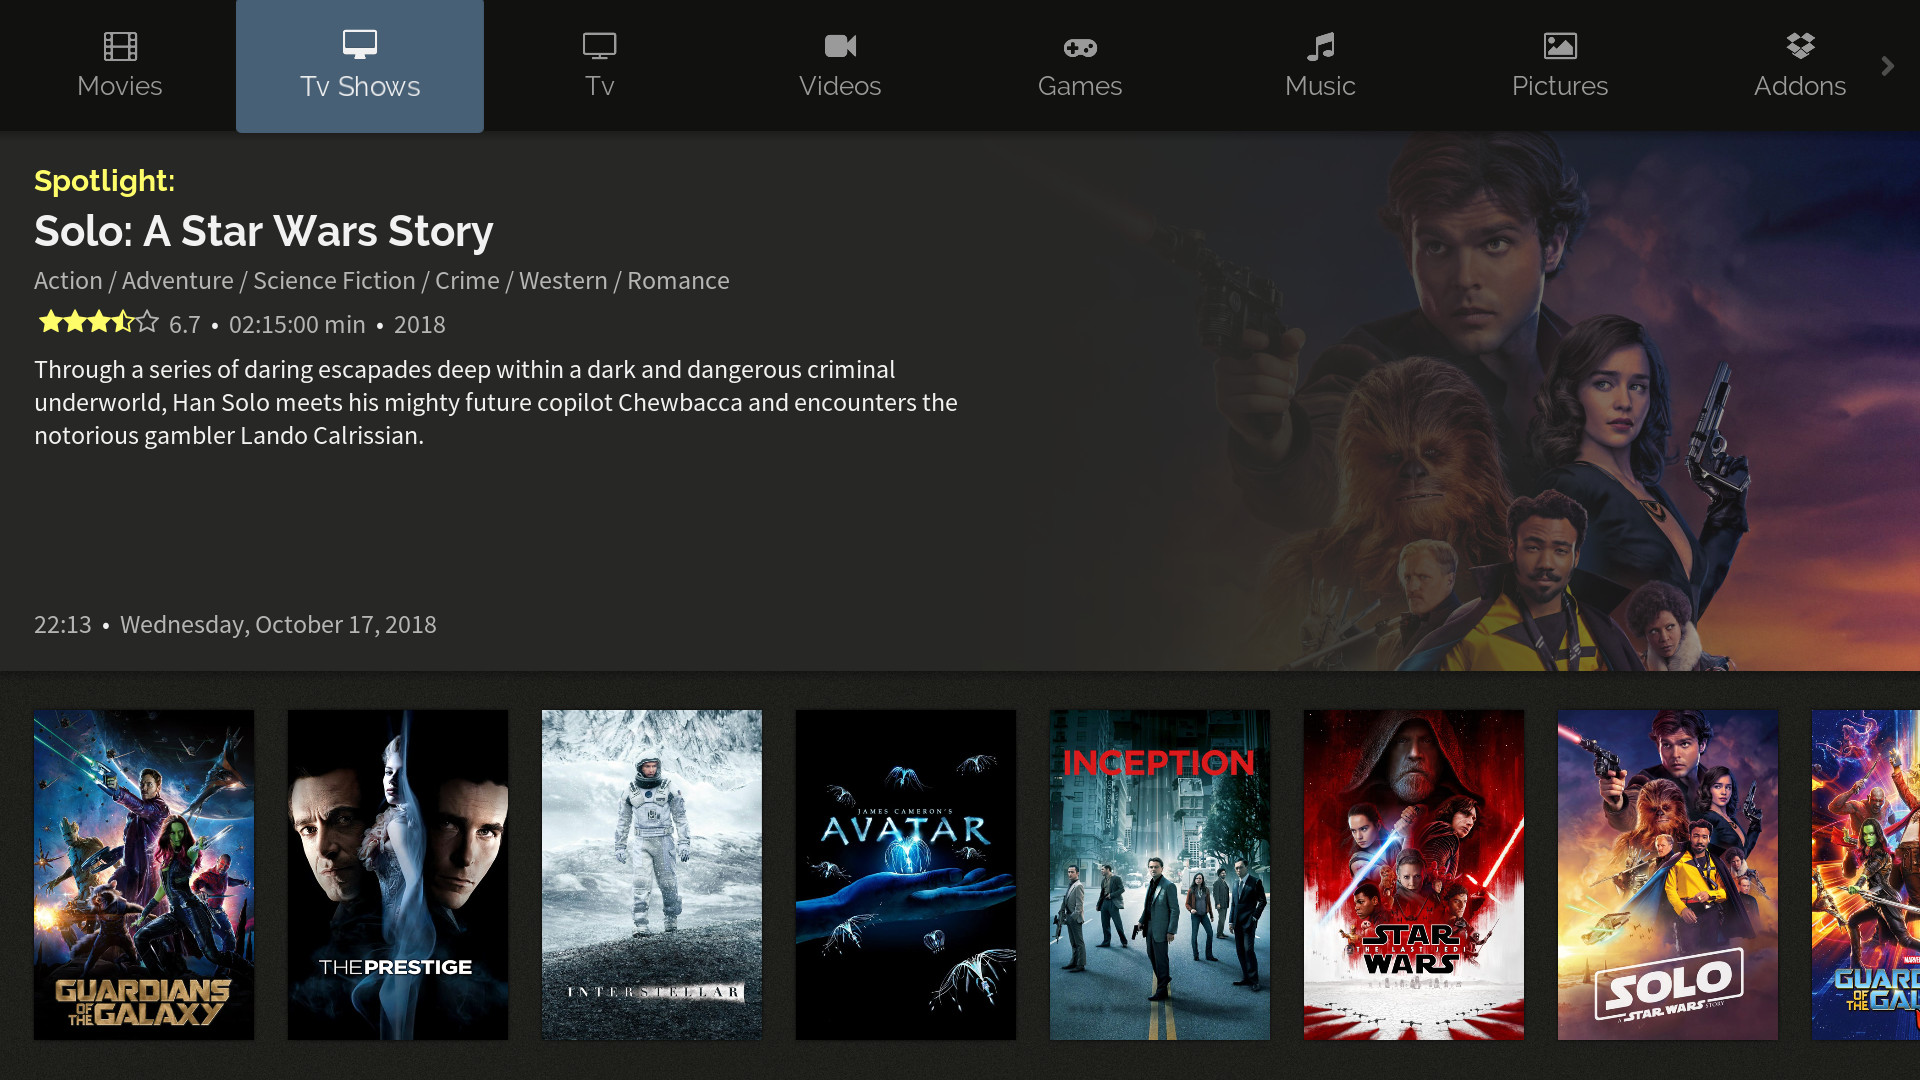 Movies
Tv Shows
Tv
Videos
Games
Music
Pictures
Addons
Spotlight:
Solo: A Star Wars Story
Action / Adventure / Science Fiction / Crime / Western / Romance
6.7 • 02:15:00 min • 2018
Through a series of daring escapades deep within a dark and dangerous criminal
underworld, Han Solo meets his mighty future copilot Chewbacca and encounters the
notorious gambler Lando Calrissian.
22:13 • Wednesday, October 17, 2018
GUARDIANS
OF THE GALAXY
THE PRESTIGE
INTERSTELLAR
JAMES CAMERON'S
AVATAR
INCEPTION
STAR
THE LAST JEDI
WARS
SOLO
A STAR WARS STORY